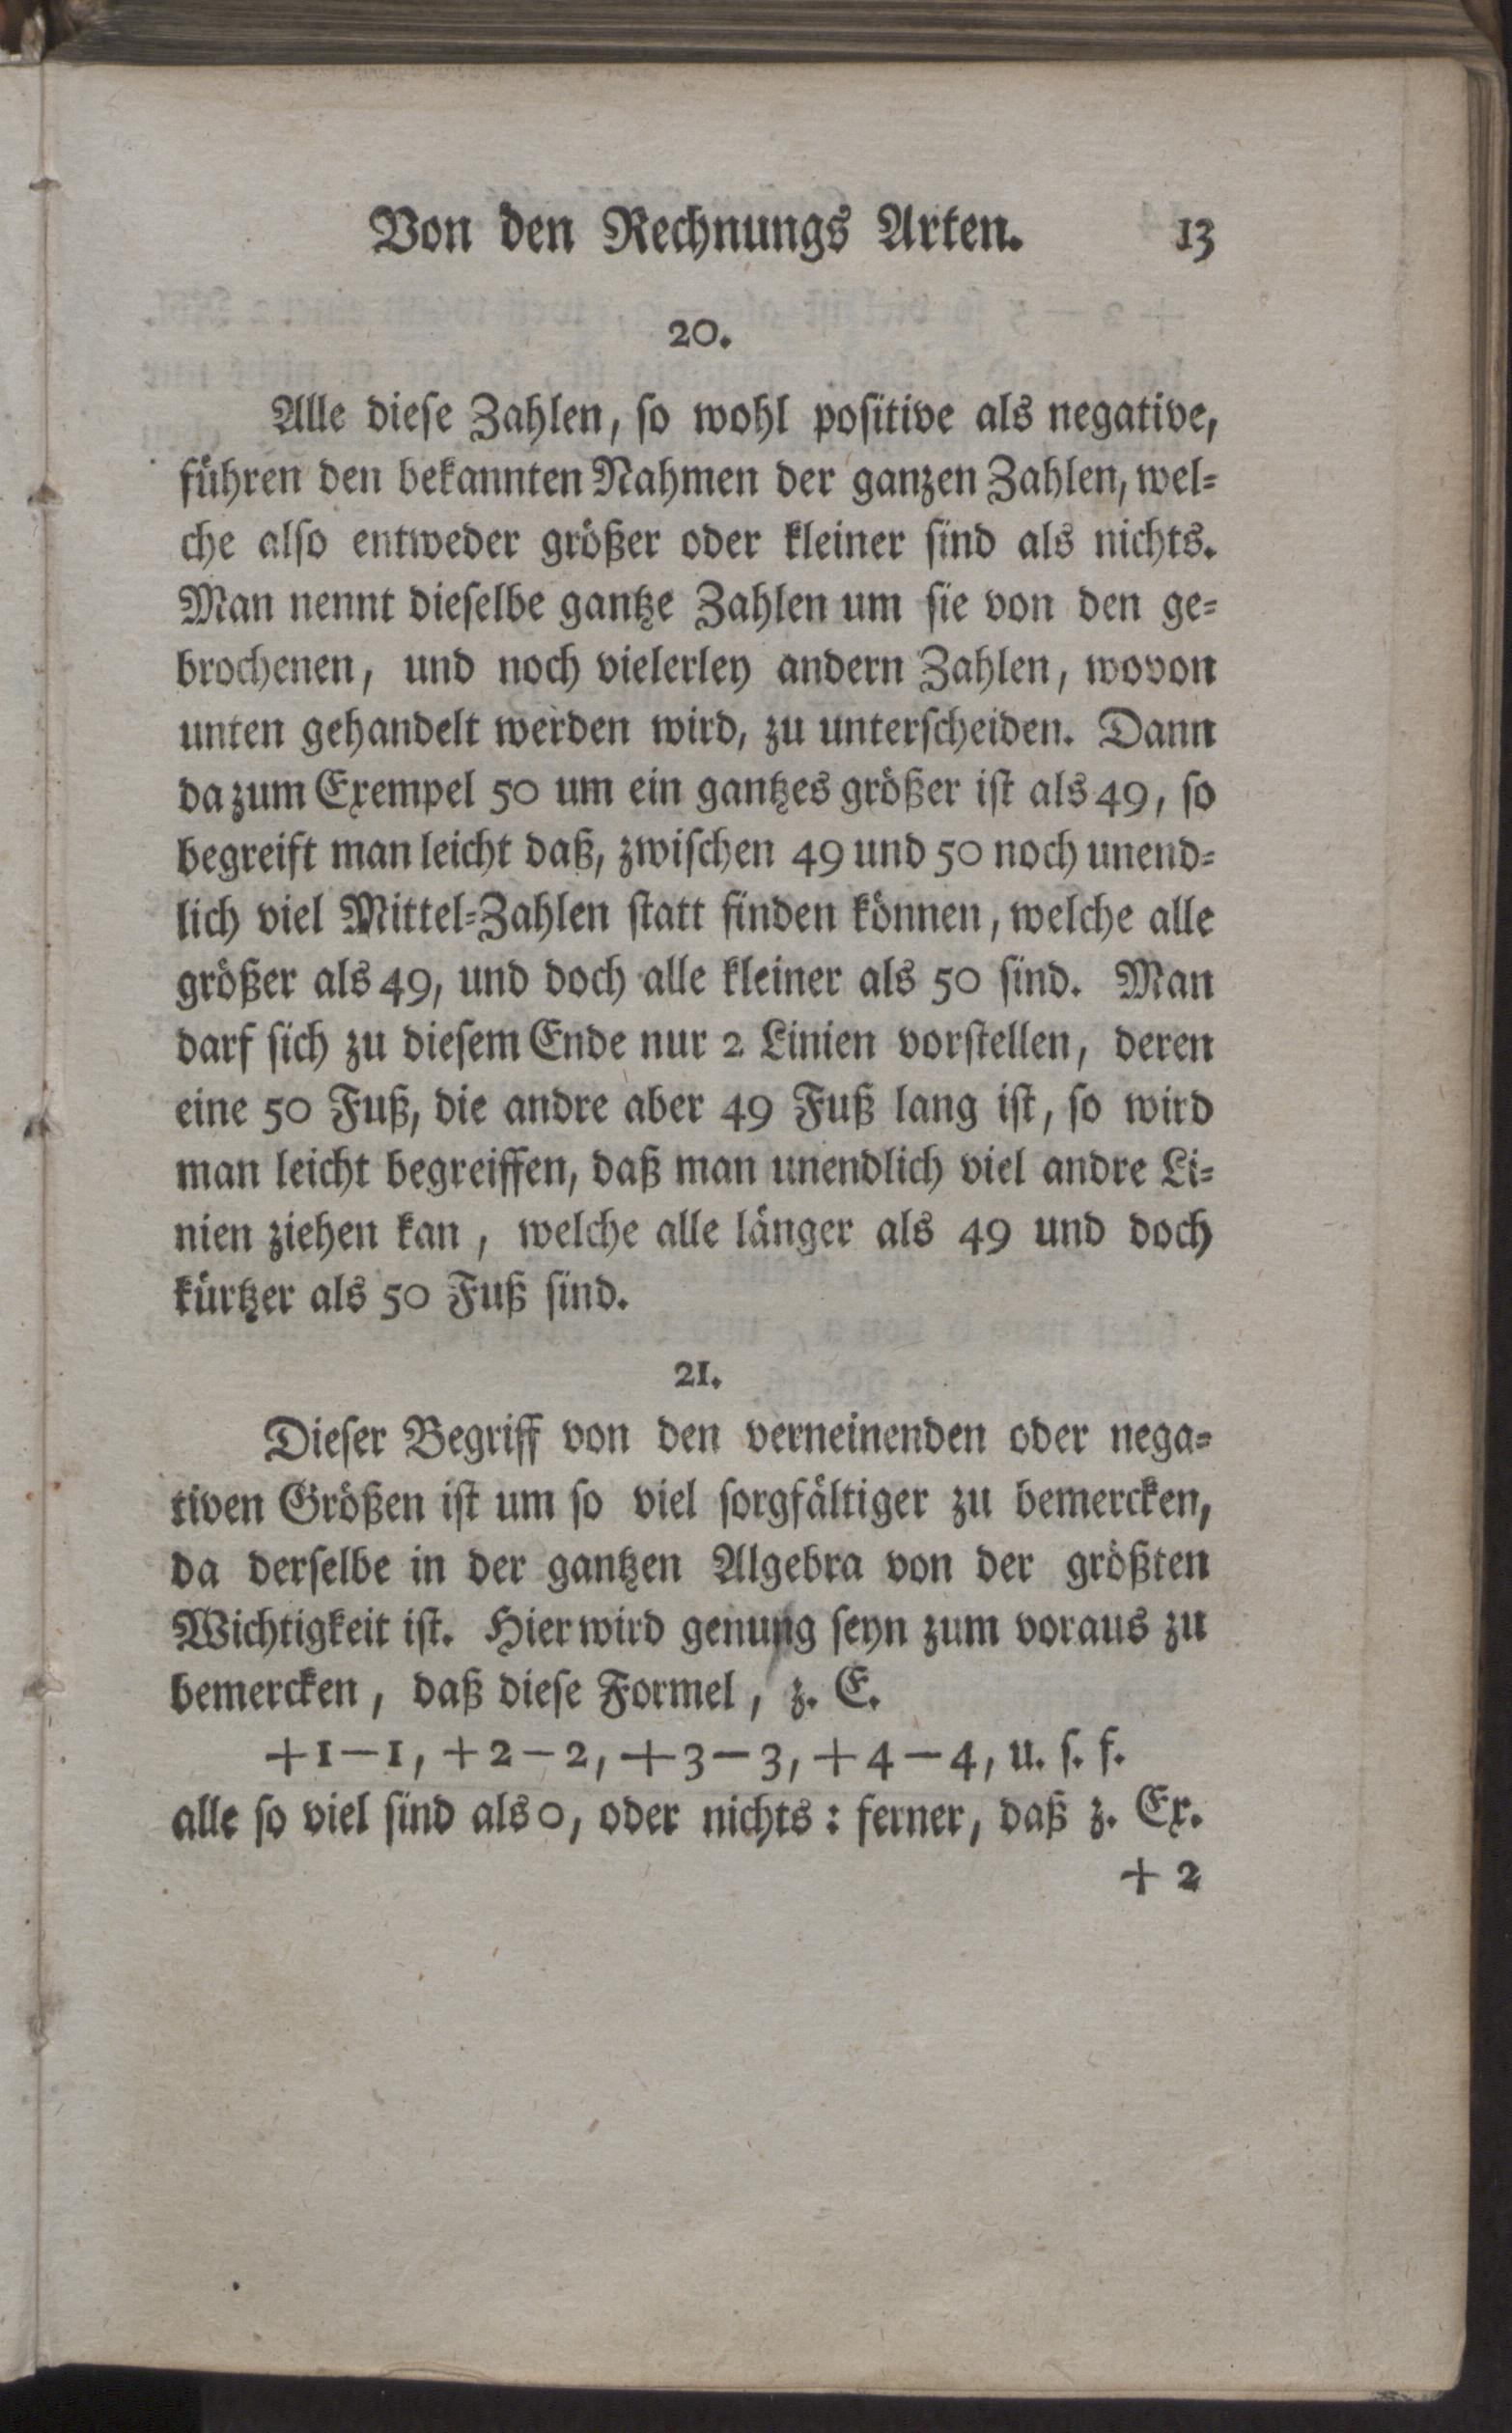 Von den Rechnungs Arten. 13
20.
Alle diese Zahlen, so wohl positive als negative,
führen den bekannten Nahmen der ganzen Zahlen, wel-
che also entweder größer oder kleiner sind als nichts.
Man nennt dieselbe gantze Zahlen um sie von den ge-
brochenen, und noch vielerley andern Zahlen, wovon
unten gehandelt werden wird, zu unterscheiden. Dann
da zum Exempel 50 um ein gantzes größer ist als 49, so
begreift man leicht daß, zwischen 49 und 50 noch unend-
lich viel Mittel-Zahlen statt finden können, welche alle
größer als 49, und doch alle kleiner als 50 sind. Man
darf sich zu diesem Ende nur 2 Linien vorstellen, deren
eine 50 Fuß, die andre aber 49 Fuß lang ist, so wird
man leicht begreiffen, daß man unendlich viel andre Li-
nien ziehen kan, welche alle länger als 49 und doch
kürtzer als 50 Fuß sind.
21.
Dieser Begriff von den verneinenden oder nega-
tiven Größen ist um so viel sorgfältiger zu bemercken,
da derselbe in der gantzen Algebra von der größten
Wichtigkeit ist. Hier wird genung seyn zum voraus zu
bemercken, daß diese Formel, z. E.
+1−1, +2−2, +3−3, +4−4, u. s. f.
alle so viel sind als 0, oder nichts: ferner, daß z. Ex.
+ 2